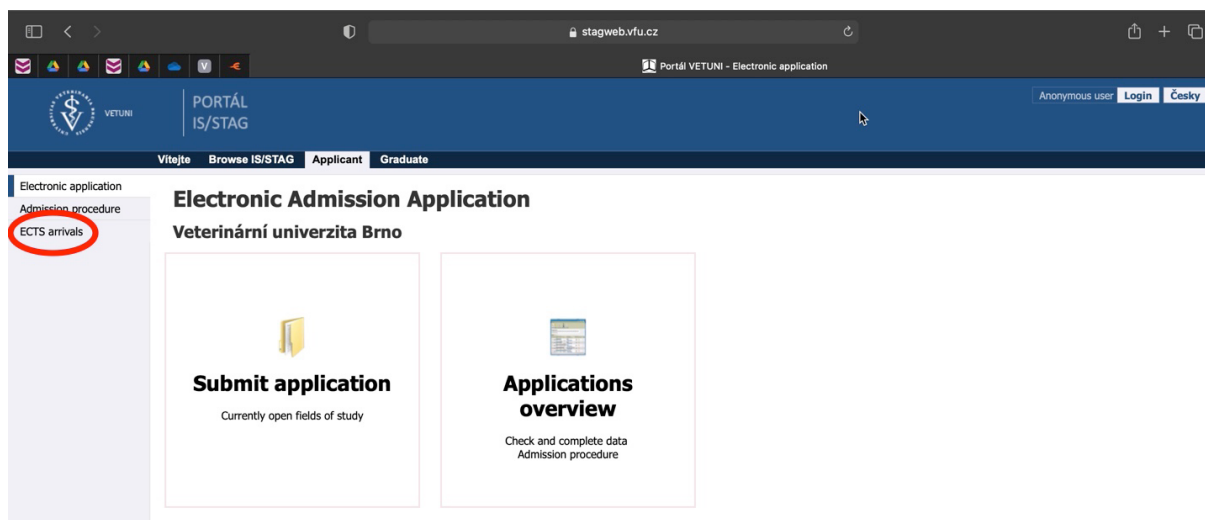 stagweb.vfu.cz
Portál VETUNI - Electronic application
VETUNI
PORTÁL
IS/STAG
Anonymous user Login Česky
Vítejte Browse IS/STAG Applicant Graduate
Electronic application
Admission procedure
ECTS arrivals
Electronic Admission Application
Veterinární univerzita Brno
Submit application
Currently open fields of study
Applications
overview
Check and complete data
Admission procedure